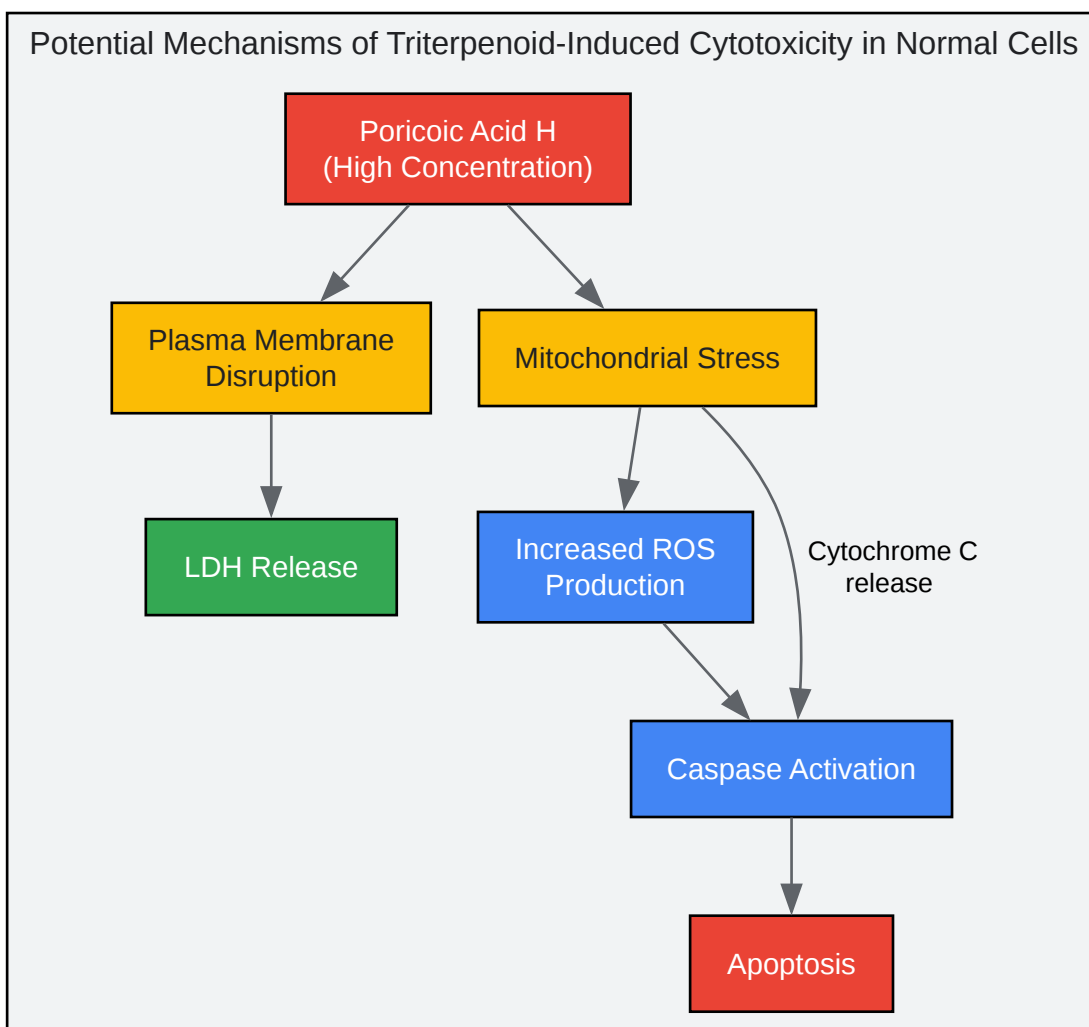 Potential Mechanisms of Triterpenoid-Induced Cytotoxicity in Normal Cells
Poricoic Acid H
(High Concentration)
Plasma Membrane
Disruption
Mitochondrial Stress
LDH Release
Increased ROS
Production
Cytochrome C
release
Caspase Activation
Apoptosis